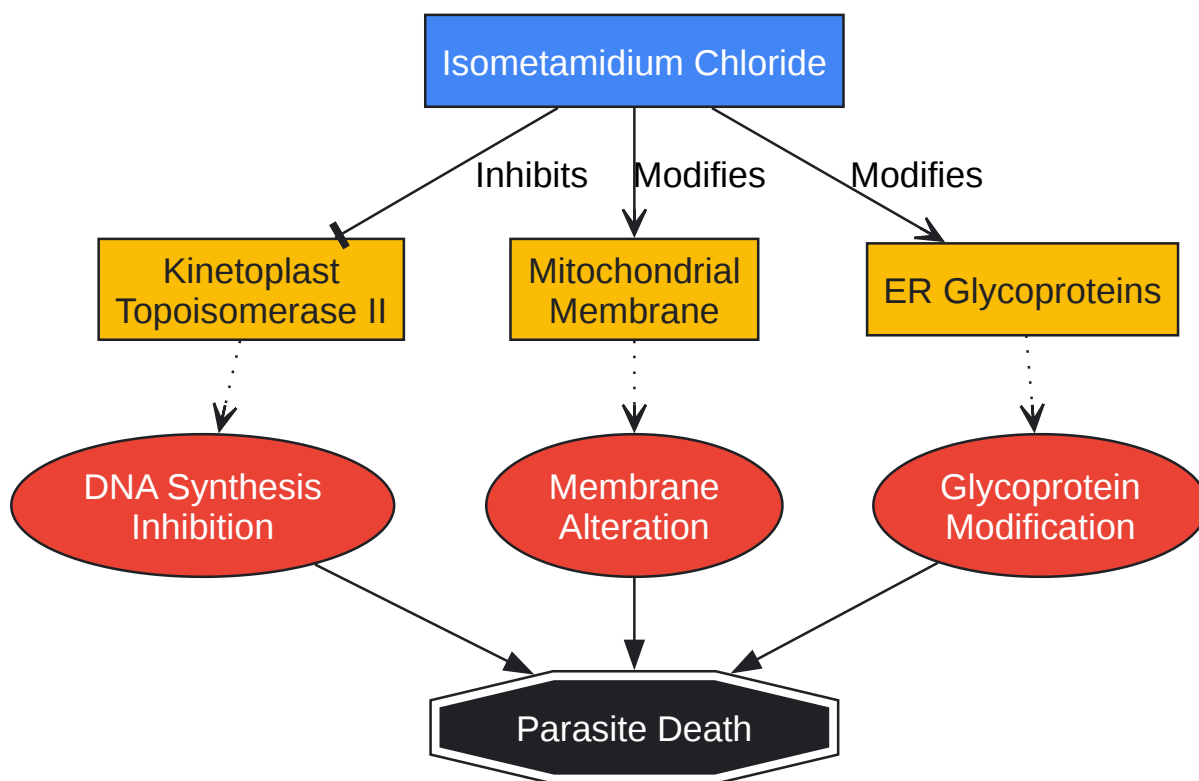 Isometamidium Chloride
Inhibits
Modifies
Modifies
Kinetoplast
Topoisomerase II
Mitochondrial
Membrane
ER Glycoproteins
DNA Synthesis
Inhibition
Membrane
Alteration
Glycoprotein
Modification
Parasite Death